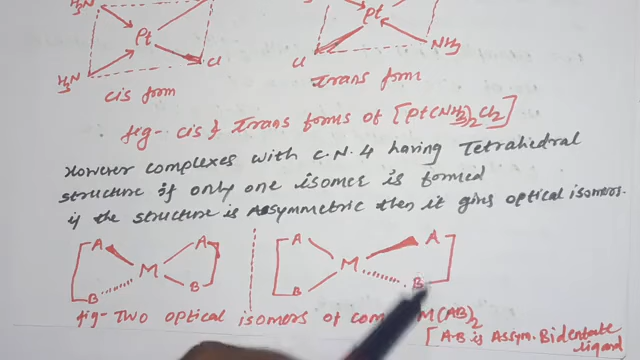 H3N
Pt
Pt
H3N
Cl
Cl
NH3
cis form
Trans form
fig- cis & Trans forms of [Pt(NH3)2Cl2]
However complexes with C.N. 4 having Tetrahedral
structure if only one isomer is formed
if the structure is Assymmetric then it gives optical isomers.
A A A A
M M
B B B B
fig- Two optical isomers of M(AB)2
[A-B is Assym. Bidentate
ligand